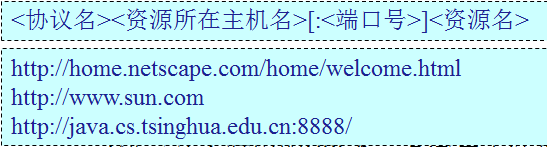 <协议名><资源所在主机名>[:<端口号>]<资源名>
http://home.netscape.com/home/welcome.html
http://www.sun.com
http://java.cs.tsinghua.edu.cn:8888/